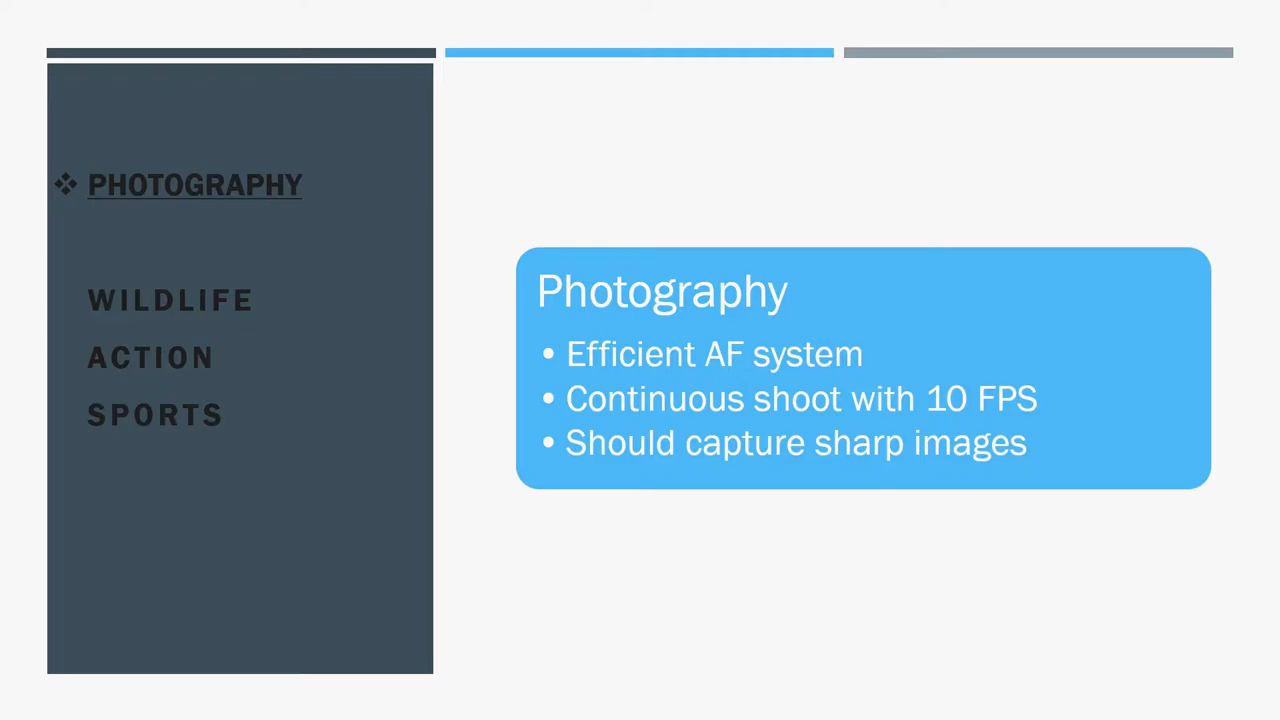 ❖ PHOTOGRAPHY
WILDLIFE
ACTION
SPORTS
Photography
• Efficient AF system
• Continuous shoot with 10 FPS
• Should capture sharp images